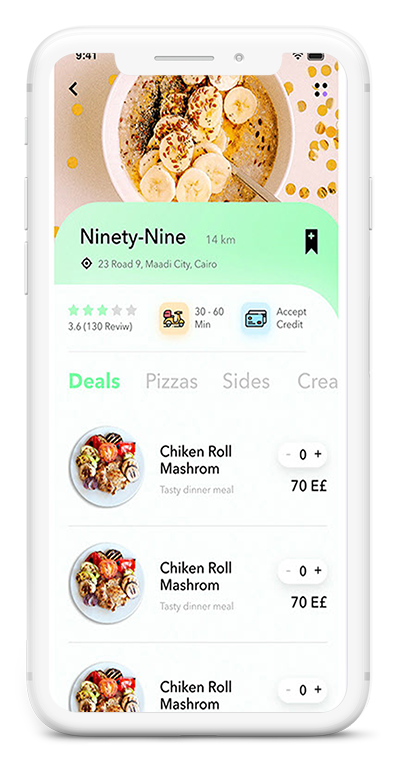 9:41
Ninety-Nine 14 km
23 Road 9, Maadi City, Cairo
30 - 60 Accept
3.6 (130 Reviw) Min Credit
Deals Pizzas Sides Crea
Chiken Roll - 0 +
Mashrom
70 E£
Tasty dinner meal
Chiken Roll - 0 +
Mashrom
70 E£
Tasty dinner meal
Chiken Roll - 0 +
Mashrom